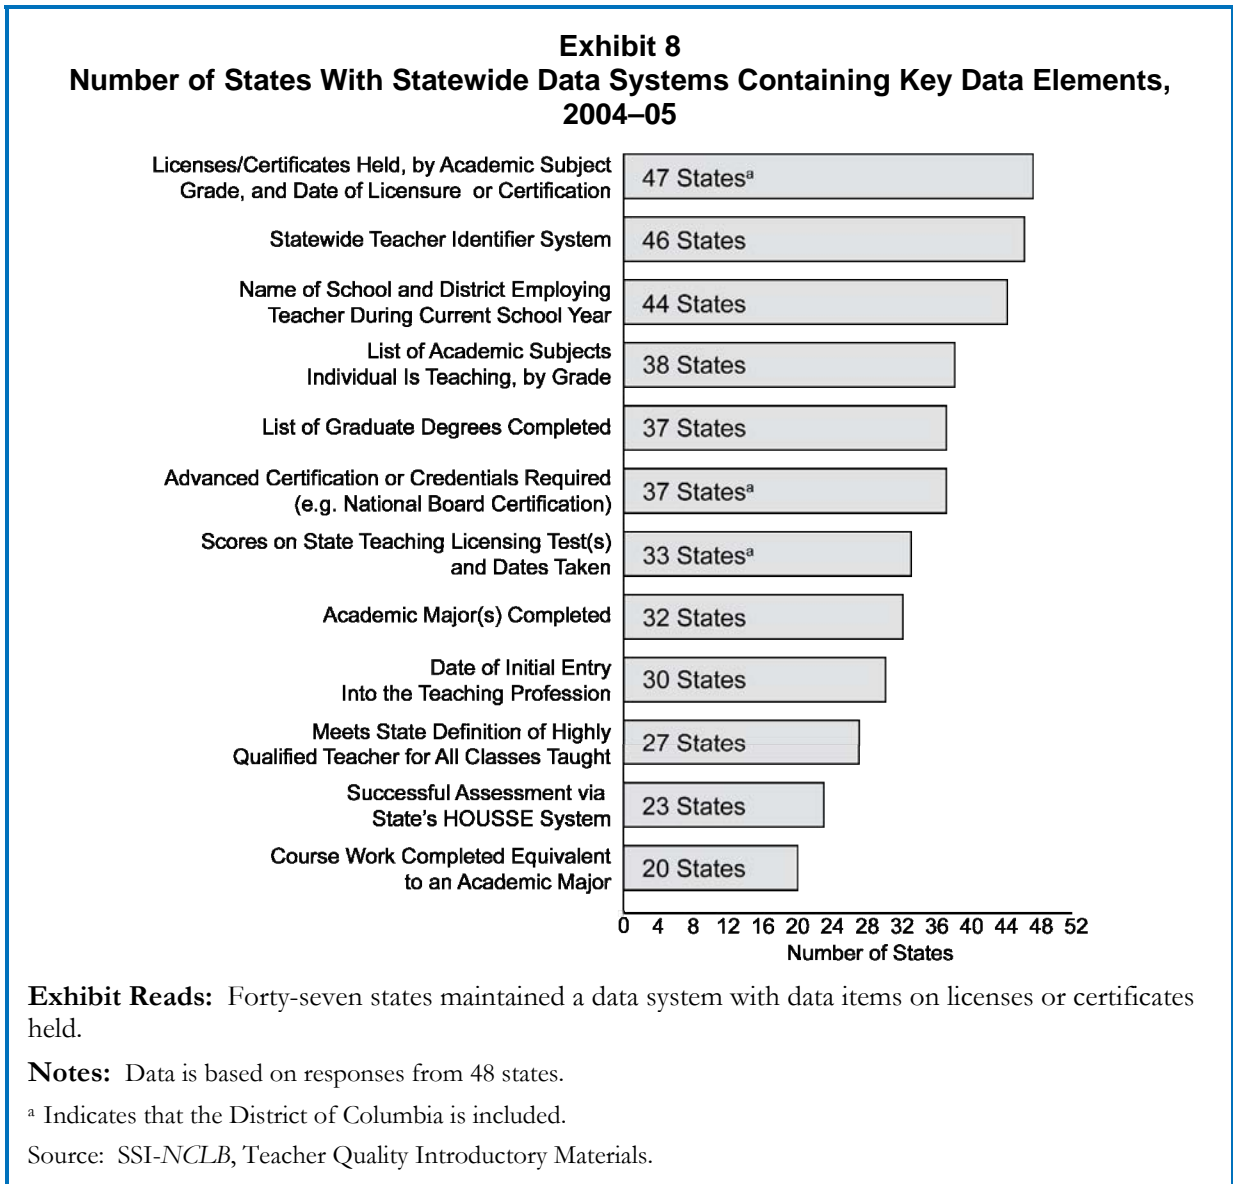 Exhibit 8
Number of States With Statewide Data Systems Containing Key Data Elements,
2004–05
Licenses/Certificates Held, by Academic Subject
Grade, and Date of Licensure or Certification
47 Statesᵃ
Statewide Teacher Identifier System
46 States
Name of School and District Employing
Teacher During Current School Year
44 States
List of Academic Subjects
Individual Is Teaching, by Grade
38 States
List of Graduate Degrees Completed
37 States
Advanced Certification or Credentials Required
(e.g. National Board Certification)
37 Statesᵃ
Scores on State Teaching Licensing Test(s)
and Dates Taken
33 Statesᵃ
Academic Major(s) Completed
32 States
Date of Initial Entry
Into the Teaching Profession
30 States
Meets State Definition of Highly
Qualified Teacher for All Classes Taught
27 States
Successful Assessment via
State's HOUSSE System
23 States
Course Work Completed Equivalent
to an Academic Major
20 States
0 4 8 12 16 20 24 28 32 36 40 44 48 52
Number of States
Exhibit Reads: Forty-seven states maintained a data system with data items on licenses or certificates
held.
Notes: Data is based on responses from 48 states.
ᵃ Indicates that the District of Columbia is included.
Source: SSI-NCLB, Teacher Quality Introductory Materials.